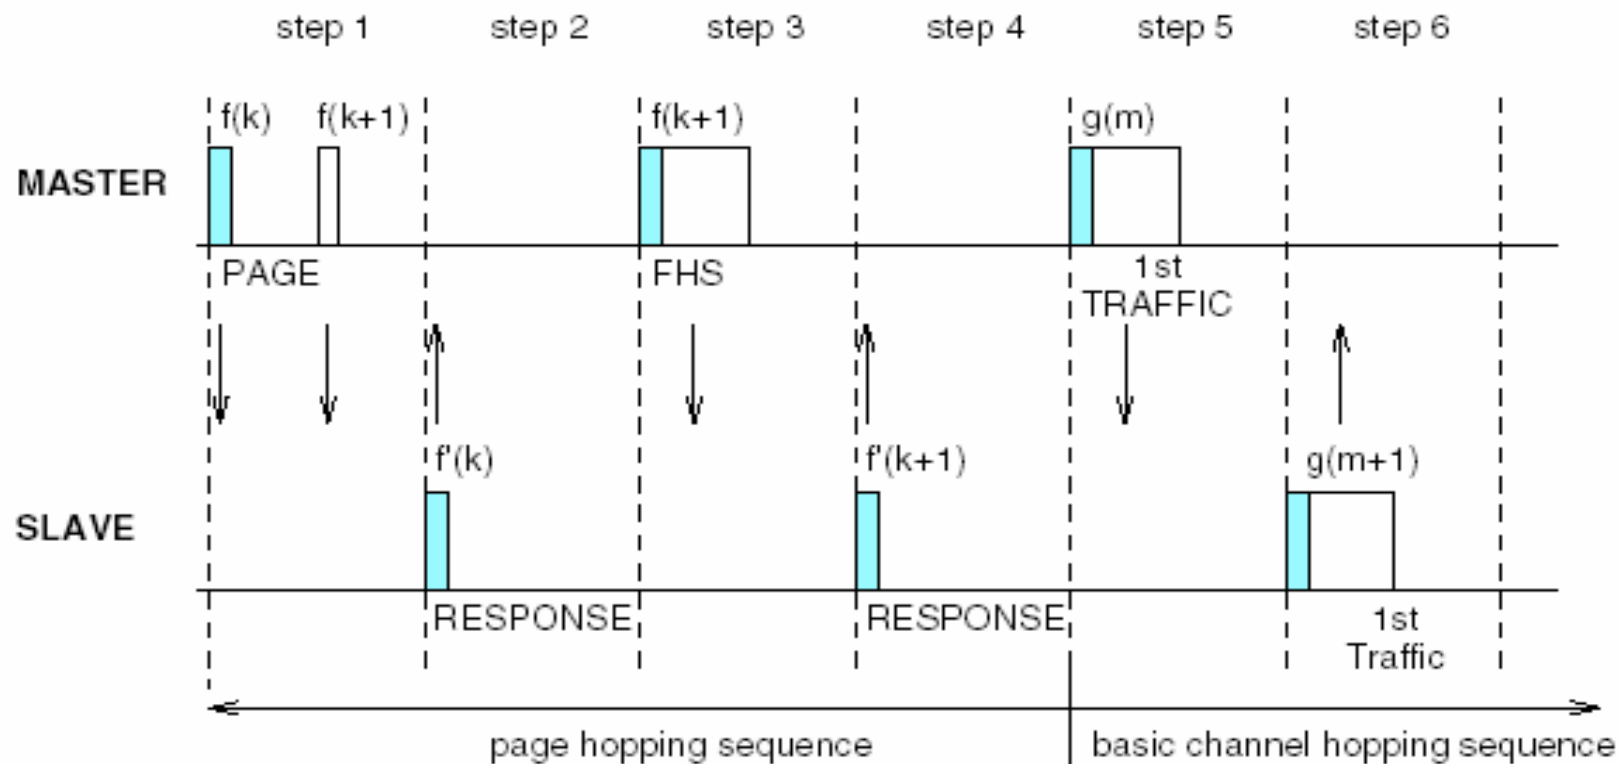 step 1 step 2 step 3 step 4 step 5 step 6
f(k) f(k+1) f(k+1) g(m)
MASTER
PAGE FHS 1st
TRAFFIC
f'(k) f'(k+1) g(m+1)
SLAVE
RESPONSE RESPONSE 1st
Traffic
page hopping sequence basic channel hopping sequence